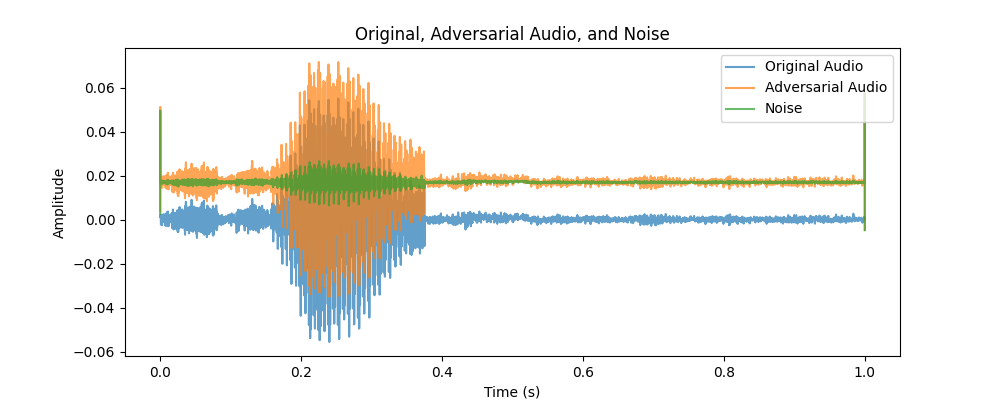 Original, Adversarial Audio, and Noise
Original Audio
Adversarial Audio
Noise
Amplitude
0.06
0.04
0.02
0.00
−0.02
−0.04
−0.06
0.0 0.2 0.4 0.6 0.8 1.0
Time (s)